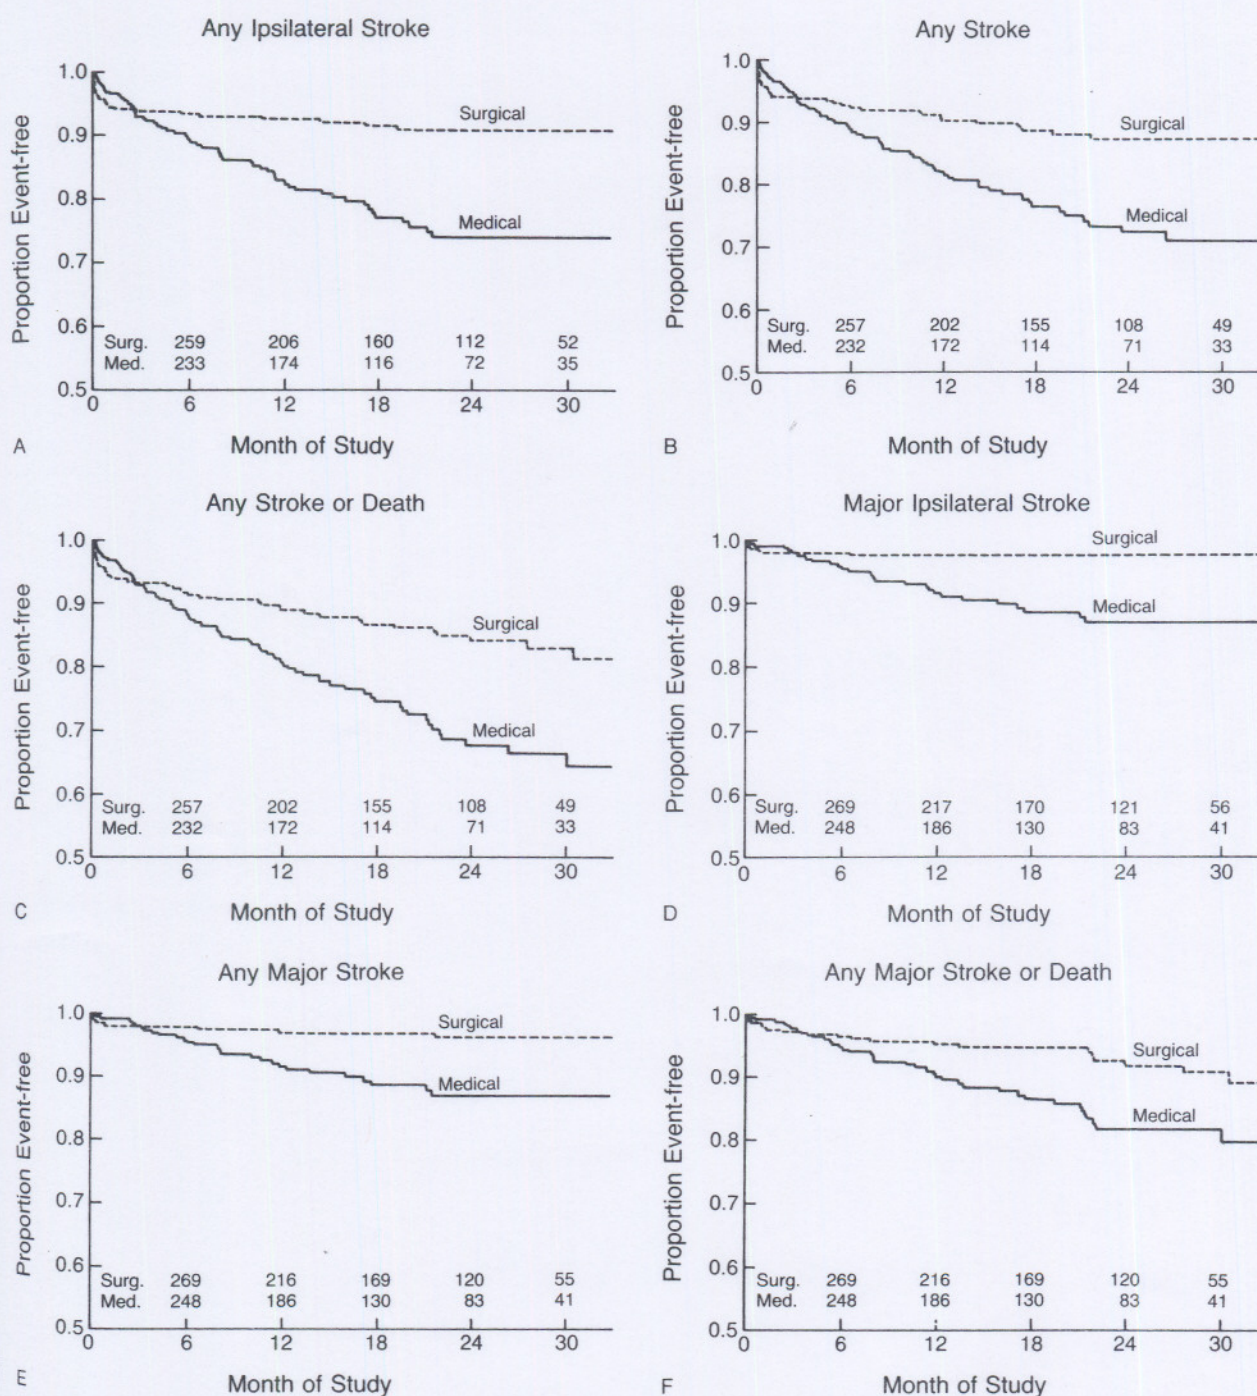 Any Ipsilateral Stroke
Proportion Event-free
1.0
0.9
0.8
0.7
0.6
0.5
Surgical
Medical
Surg. 259 206 160 112 52
Med. 233 174 116 72 35
0 6 12 18 24 30
A Month of Study
Any Stroke
Proportion Event-free
1.0
0.9
0.8
0.7
0.6
0.5
Surgical
Medical
Surg. 257 202 155 108 49
Med. 232 172 114 71 33
0 6 12 18 24 30
B Month of Study
Any Stroke or Death
Proportion Event-free
1.0
0.9
0.8
0.7
0.6
0.5
Surgical
Medical
Surg. 257 202 155 108 49
Med. 232 172 114 71 33
0 6 12 18 24 30
C Month of Study
Major Ipsilateral Stroke
Proportion Event-free
1.0
0.9
0.8
0.7
0.6
0.5
Surgical
Medical
Surg. 269 217 170 121 56
Med. 248 186 130 83 41
0 6 12 18 24 30
D Month of Study
Any Major Stroke
Proportion Event-free
1.0
0.9
0.8
0.7
0.6
0.5
Surgical
Medical
Surg. 269 216 169 120 55
Med. 248 186 130 83 41
0 6 12 18 24 30
E Month of Study
Any Major Stroke or Death
Proportion Event-free
1.0
0.9
0.8
0.7
0.6
0.5
Surgical
Medical
Surg. 269 216 169 120 55
Med. 248 186 130 83 41
0 6 12 18 24 30
F Month of Study